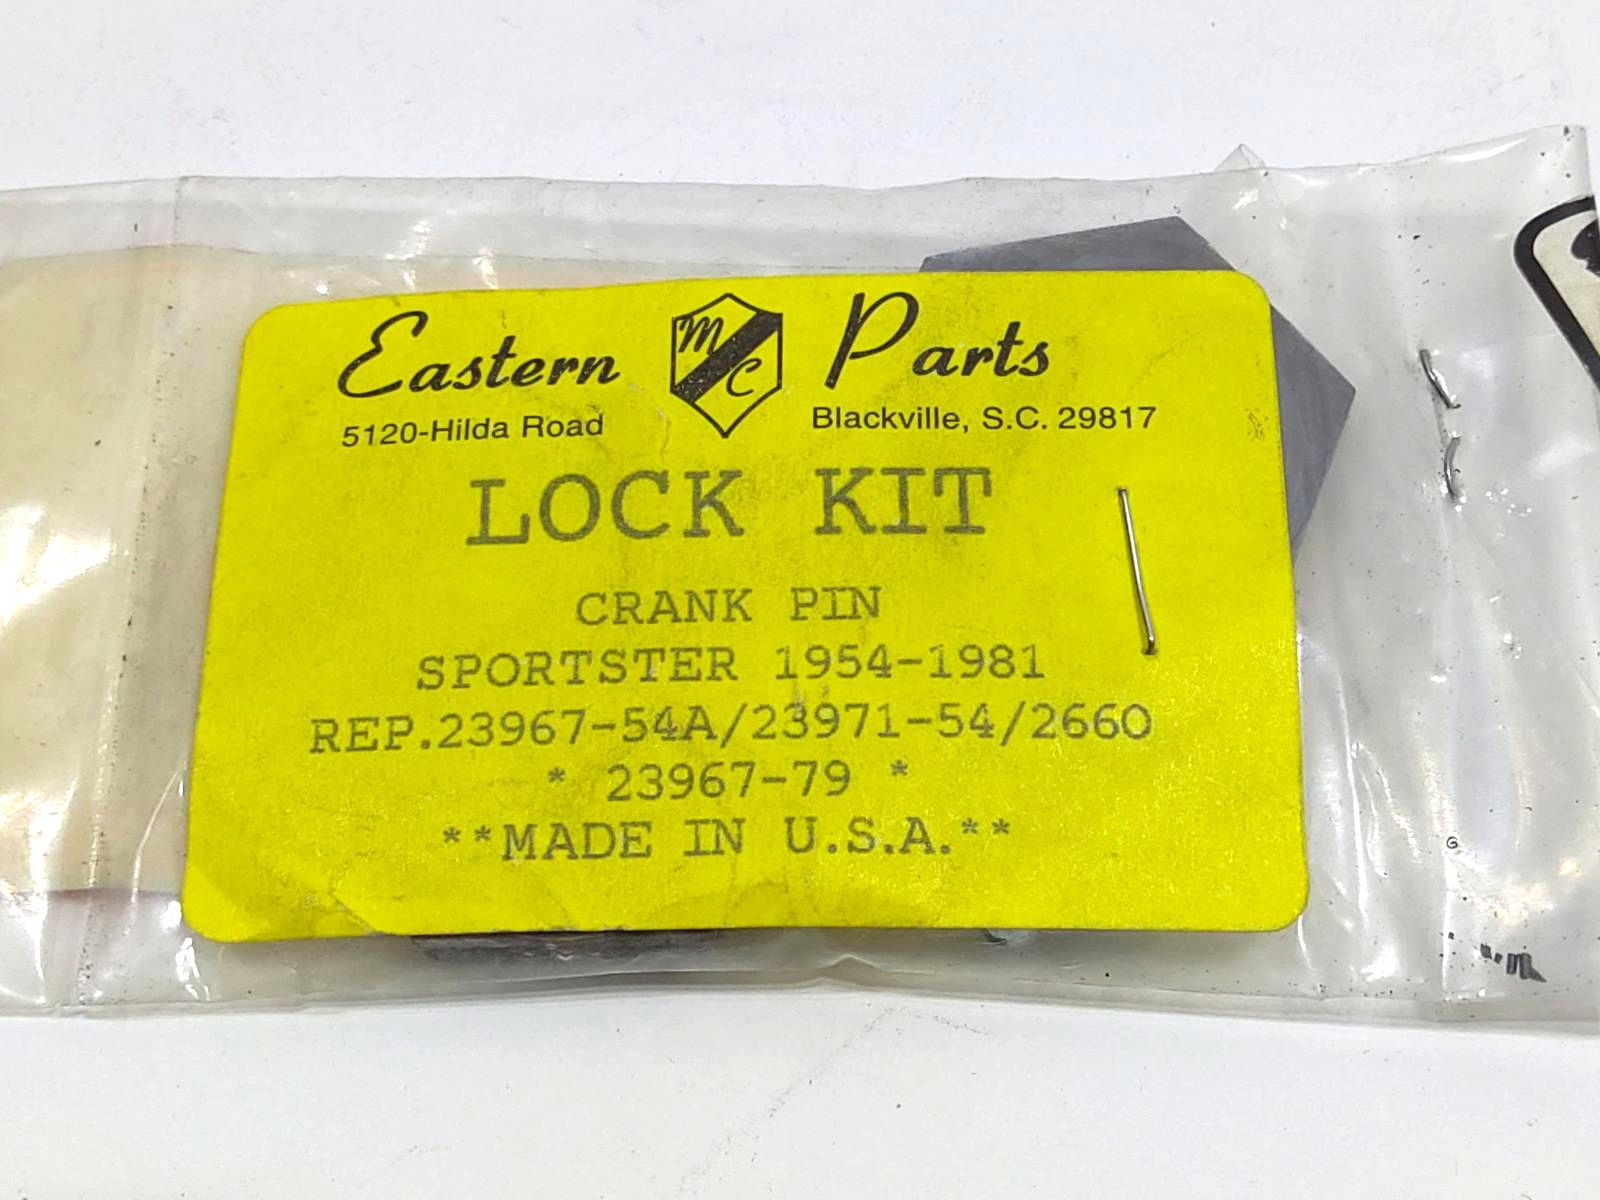 Eastern MC Parts
5120-Hilda Road Blackville, S.C. 29817
LOCK KIT
CRANK PIN
SPORTSTER 1954-1981
REP.23967-54A/23971-54/2660
* 23967-79 *
**MADE IN U.S.A.**